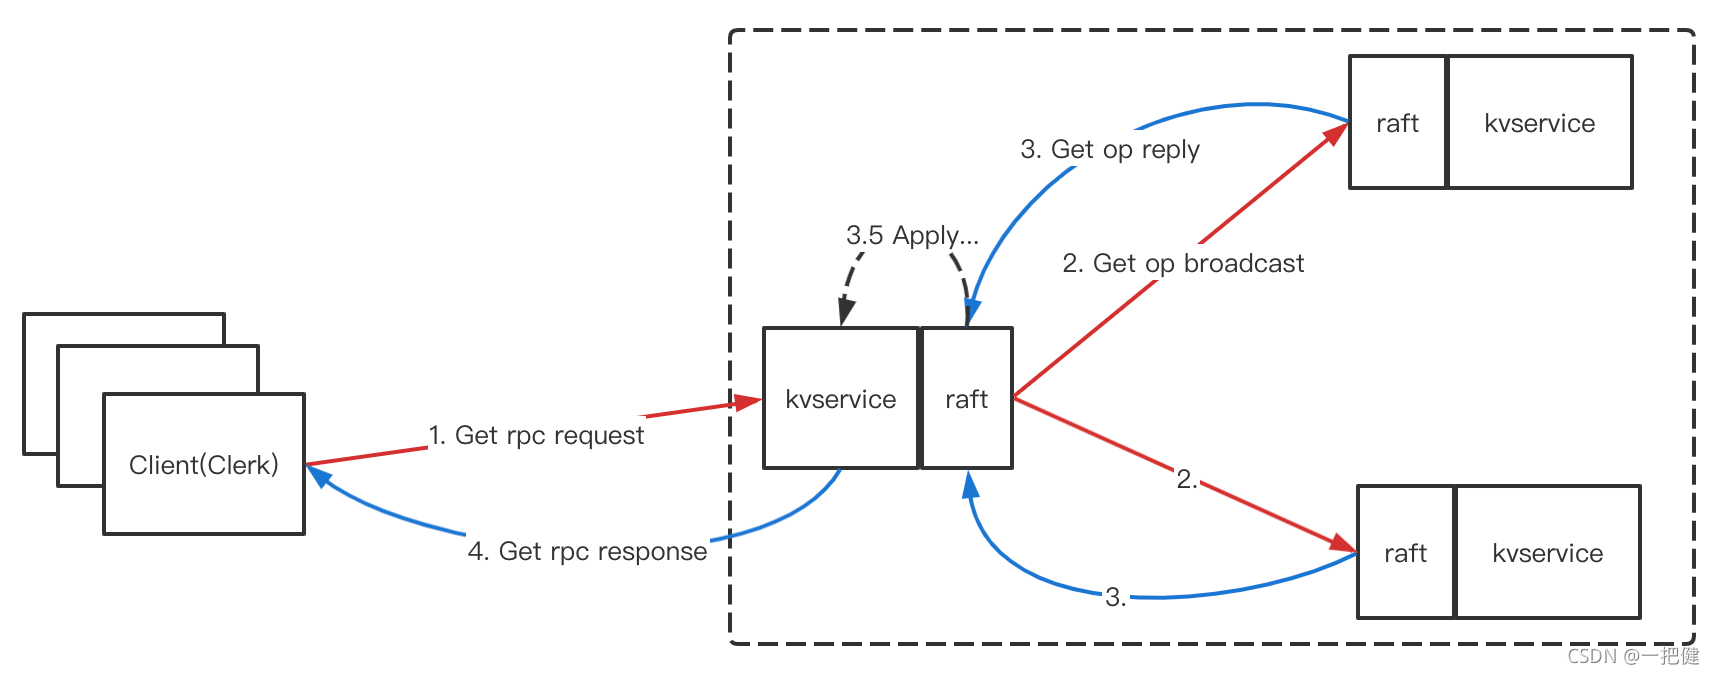 raft
kvservice
3. Get op reply
3.5 Apply...
2. Get op broadcast
kvservice
raft
1. Get rpc request
Client(Clerk)
2.
4. Get rpc response
raft
kvservice
3.
CSDN @一把健